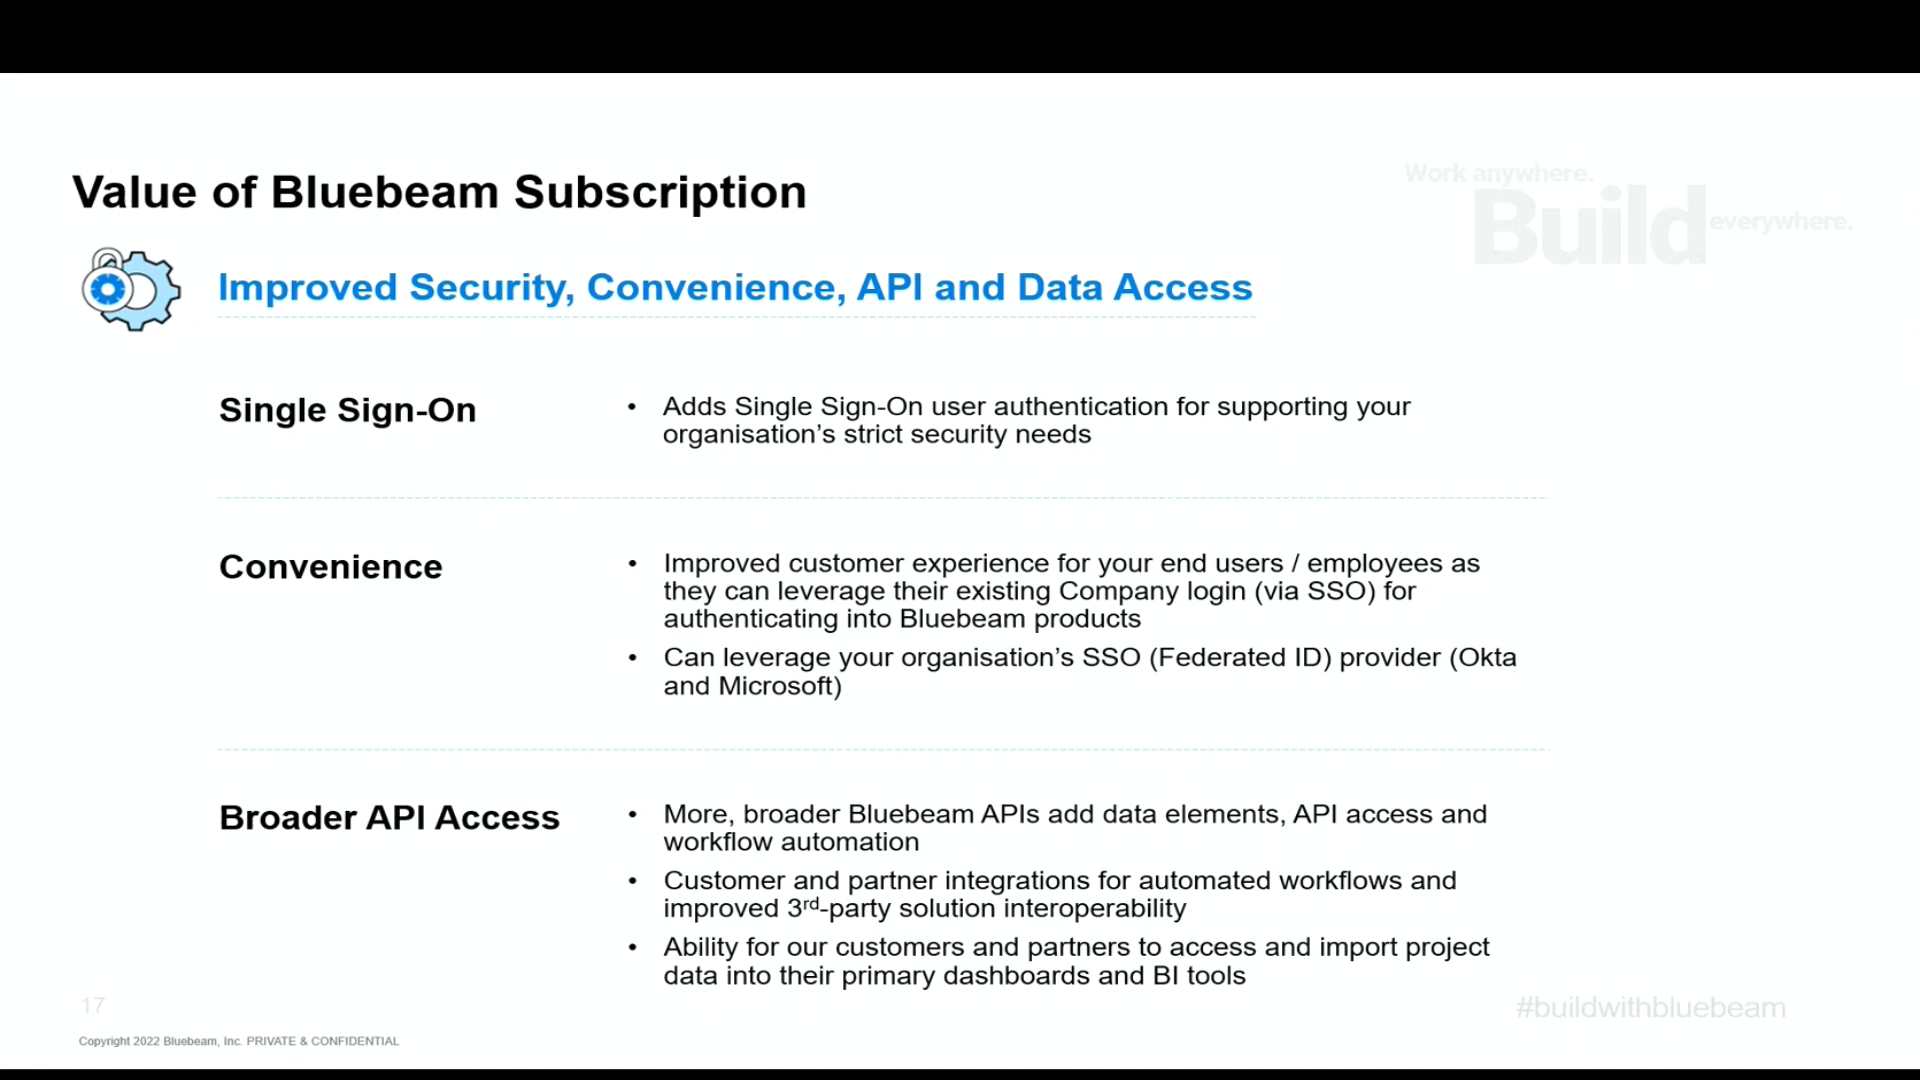 Value of Bluebeam Subscription
Work anywhere.
Build
everywhere.
Improved Security, Convenience, API and Data Access
Single Sign-On
• Adds Single Sign-On user authentication for supporting your
organisation’s strict security needs
Convenience
• Improved customer experience for your end users / employees as
they can leverage their existing Company login (via SSO) for
authenticating into Bluebeam products
• Can leverage your organisation’s SSO (Federated ID) provider (Okta
and Microsoft)
Broader API Access
• More, broader Bluebeam APIs add data elements, API access and
workflow automation
• Customer and partner integrations for automated workflows and
improved 3rd-party solution interoperability
• Ability for our customers and partners to access and import project
data into their primary dashboards and BI tools
17
#buildwithbluebeam
Copyright 2022 Bluebeam, Inc. PRIVATE & CONFIDENTIAL